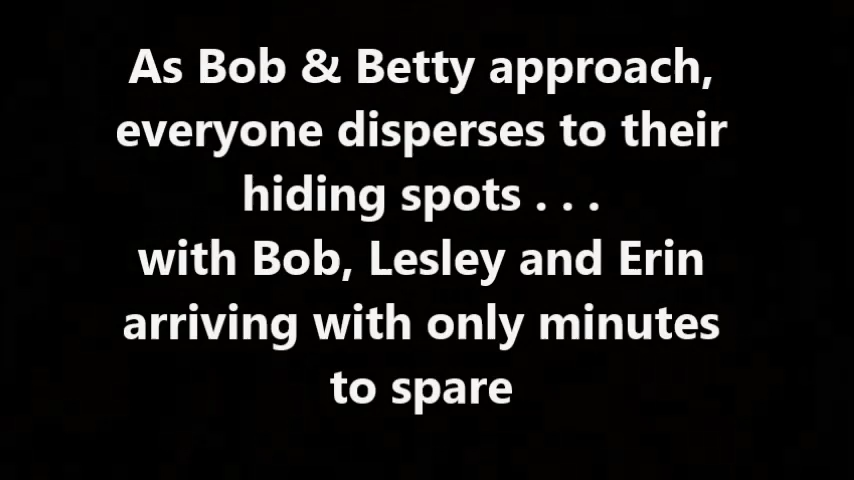 As Bob & Betty approach,
everyone disperses to their
hiding spots . . .
with Bob, Lesley and Erin
arriving with only minutes
to spare